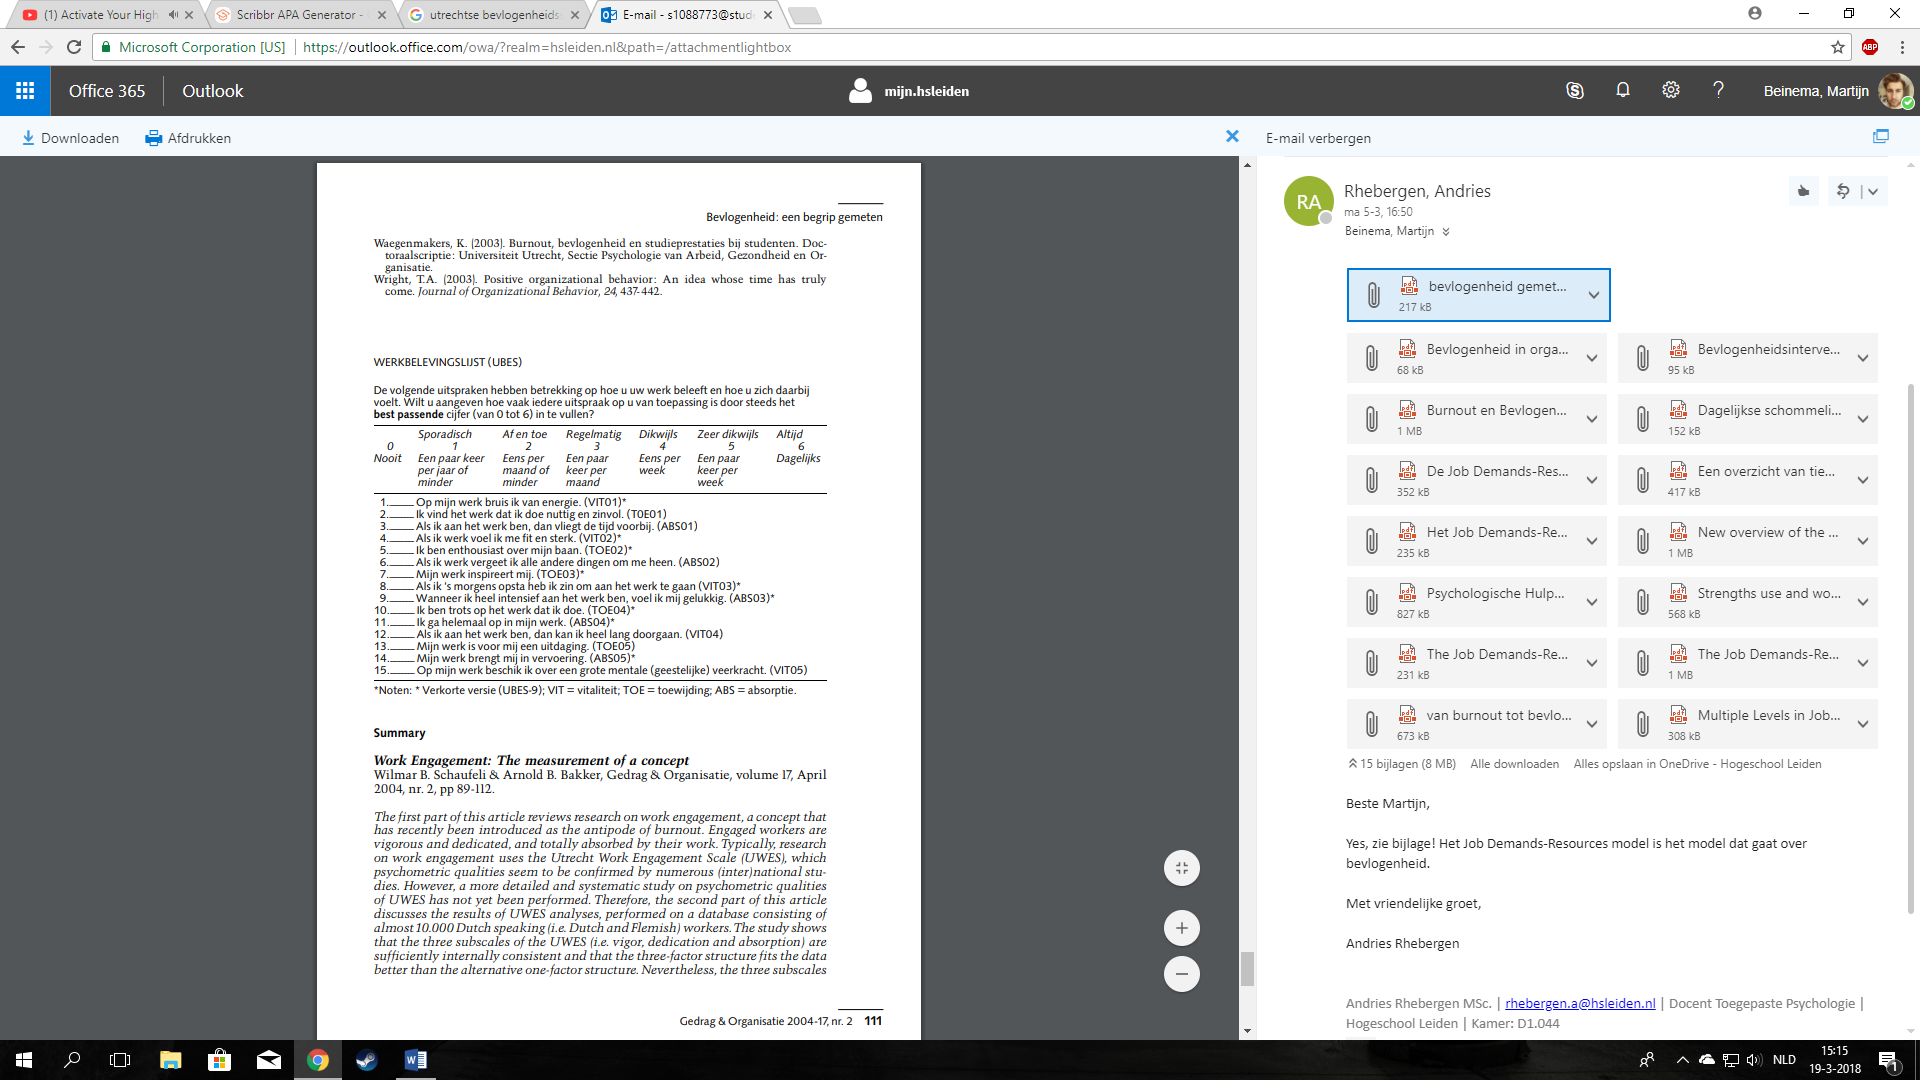 (1) Activate Your High
Scribbr APA Generator -
utrechtse bevlogenheids
E-mail - s1088773@stud
Microsoft Corporation [US]
https://outlook.office.com/owa/?realm=hsleiden.nl&path=/attachmentlightbox
ABP
Office 365
Outlook
mijn.hsleiden
Beinema, Martijn
Downloaden
Afdrukken
E-mail verbergen
Bevlogenheid: een begrip gemeten
Waegenmakers, K. (2003). Burnout, bevlogenheid en studieprestaties bij studenten. Doc-
toraalscriptie: Universiteit Utrecht, Sectie Psychologie van Arbeid, Gezondheid en Or-
ganisatie.
Wright, T.A. (2003). Positive organizational behavior: An idea whose time has truly
come. Journal of Organizational Behavior, 24, 437-442.
WERKBELEVINGSLIJST (UBES)
De volgende uitspraken hebben betrekking op hoe u uw werk beleeft en hoe u zich daarbij
voelt. Wilt u aangeven hoe vaak iedere uitspraak op u van toepassing is door steeds het
best passende cijfer (van 0 tot 6) in te vullen?
Sporadisch Af en toe Regelmatig Dikwijls Zeer dikwijls Altijd
0 1 2 3 4 5 6
Nooit Een paar keer Eens per Een paar Eens per Een paar Dagelijks
per jaar of maand of keer per week keer per
minder minder maand week
1._____ Op mijn werk bruis ik van energie. (VIT01)*
2._____ Ik vind het werk dat ik doe nuttig en zinvol. (T0E01)
3._____ Als ik aan het werk ben, dan vliegt de tijd voorbij. (ABS01)
4._____ Als ik werk voel ik me fit en sterk. (VIT02)*
5._____ Ik ben enthousiast over mijn baan. (TOE02)*
6._____ Als ik werk vergeet ik alle andere dingen om me heen. (ABS02)
7._____ Mijn werk inspireert mij. (TOE03)*
8._____ Als ik 's morgens opsta heb ik zin om aan het werk te gaan (VIT03)*
9._____ Wanneer ik heel intensief aan het werk ben, voel ik mij gelukkig. (ABS03)*
10._____ Ik ben trots op het werk dat ik doe. (TOE04)*
11._____ Ik ga helemaal op in mijn werk. (ABS04)*
12._____ Als ik aan het werk ben, dan kan ik heel lang doorgaan. (VIT04)
13._____ Mijn werk is voor mij een uitdaging. (TOE05)
14._____ Mijn werk brengt mij in vervoering. (ABS05)*
15._____ Op mijn werk beschik ik over een grote mentale (geestelijke) veerkracht. (VIT05)
*Noten: * Verkorte versie (UBES-9); VIT = vitaliteit; TOE = toewijding; ABS = absorptie.
Summary
Work Engagement: The measurement of a concept
Wilmar B. Schaufeli & Arnold B. Bakker, Gedrag & Organisatie, volume 17, April
2004, nr. 2, pp 89-112.
The first part of this article reviews research on work engagement, a concept that
has recently been introduced as the antipode of burnout. Engaged workers are
vigorous and dedicated, and totally absorbed by their work. Typically, research
on work engagement uses the Utrecht Work Engagement Scale (UWES), which
psychometric qualities seem to be confirmed by numerous (inter)national stu-
dies. However, a more detailed and systematic study on psychometric qualities
of UWES has not yet been performed. Therefore, the second part of this article
discusses the results of UWES analyses, performed on a database consisting of
almost 10.000 Dutch speaking (i.e. Dutch and Flemish) workers. The study shows
that the three subscales of the UWES (i.e. vigor, dedication and absorption) are
sufficiently internally consistent and that the three-factor structure fits the data
better than the alternative one-factor structure. Nevertheless, the three subscales
Gedrag & Organisatie 2004-17, nr. 2 111
RA
Rhebergen, Andries
ma 5-3, 16:50
Beinema, Martijn
bevlogenheid gemet...
217 kB
Bevlogenheid in orga...
68 kB
Bevlogenheidsinterve...
95 kB
Burnout en Bevlogen...
1 MB
Dagelijkse schommeli...
152 kB
De Job Demands-Res...
352 kB
Een overzicht van tie...
417 kB
Het Job Demands-Re...
235 kB
New overview of the ...
1 MB
Psychologische Hulp...
827 kB
Strengths use and wo...
568 kB
The Job Demands-Re...
231 kB
The Job Demands-Re...
1 MB
van burnout tot bevlo...
673 kB
Multiple Levels in Job...
308 kB
15 bijlagen (8 MB) Alle downloaden Alles opslaan in OneDrive - Hogeschool Leiden
Beste Martijn,
Yes, zie bijlage! Het Job Demands-Resources model is het model dat gaat over
bevlogenheid.
Met vriendelijke groet,
Andries Rhebergen
Andries Rhebergen MSc. | rhebergen.a@hsleiden.nl | Docent Toegepaste Psychologie |
Hogeschool Leiden | Kamer: D1.044
NLD
15:15
19-3-2018
1